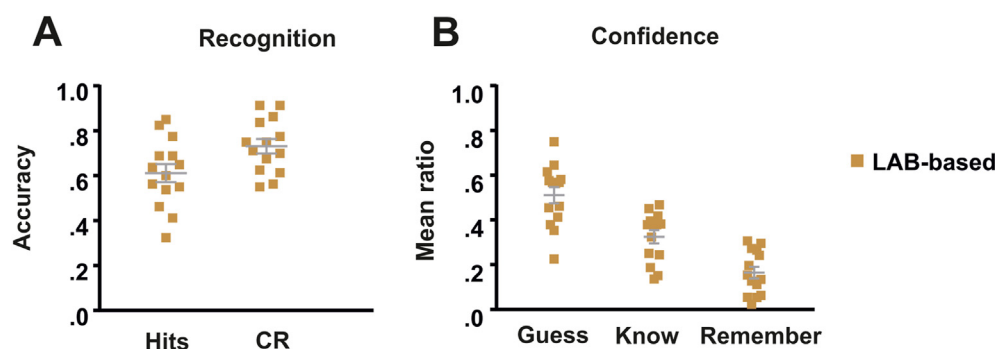 A
Recognition
1.0
.8
.6
.4
.2
.0
Accuracy
Hits
CR
B
Confidence
1.0
.8
.6
.4
.2
.0
Mean ratio
Guess
Know
Remember
LAB-based